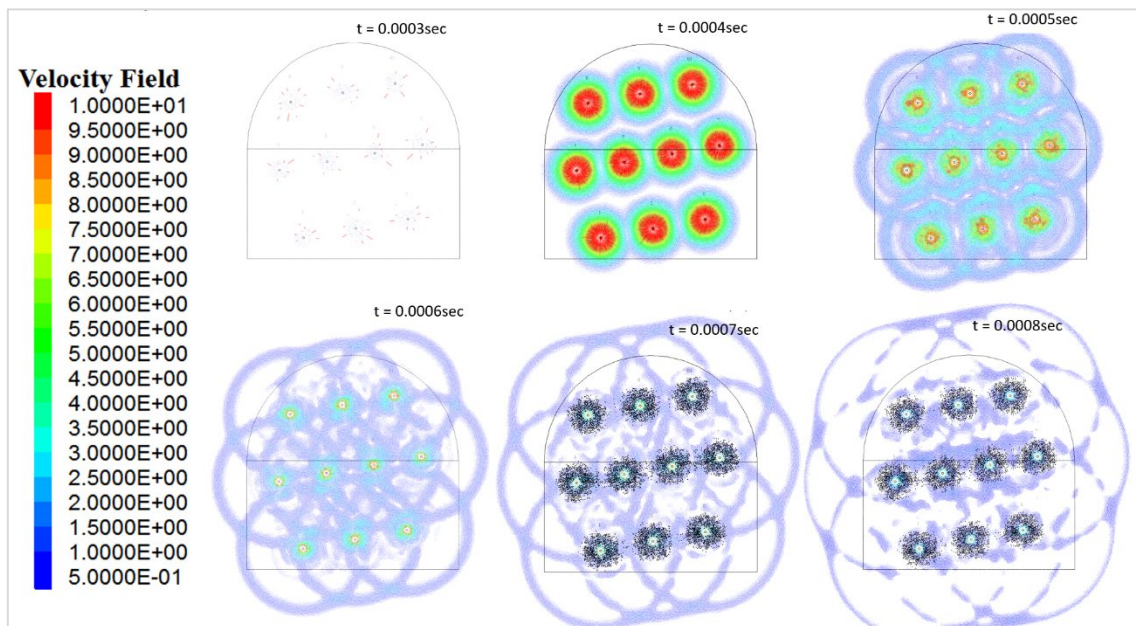 t = 0.0003sec
t = 0.0004sec
t = 0.0005sec
Velocity Field
1.0000E+01
9.5000E+00
9.0000E+00
8.5000E+00
8.0000E+00
7.5000E+00
7.0000E+00
6.5000E+00
6.0000E+00
5.5000E+00
5.0000E+00
4.5000E+00
4.0000E+00
3.5000E+00
3.0000E+00
2.5000E+00
2.0000E+00
1.5000E+00
1.0000E+00
5.0000E-01
t = 0.0006sec
t = 0.0007sec
t = 0.0008sec